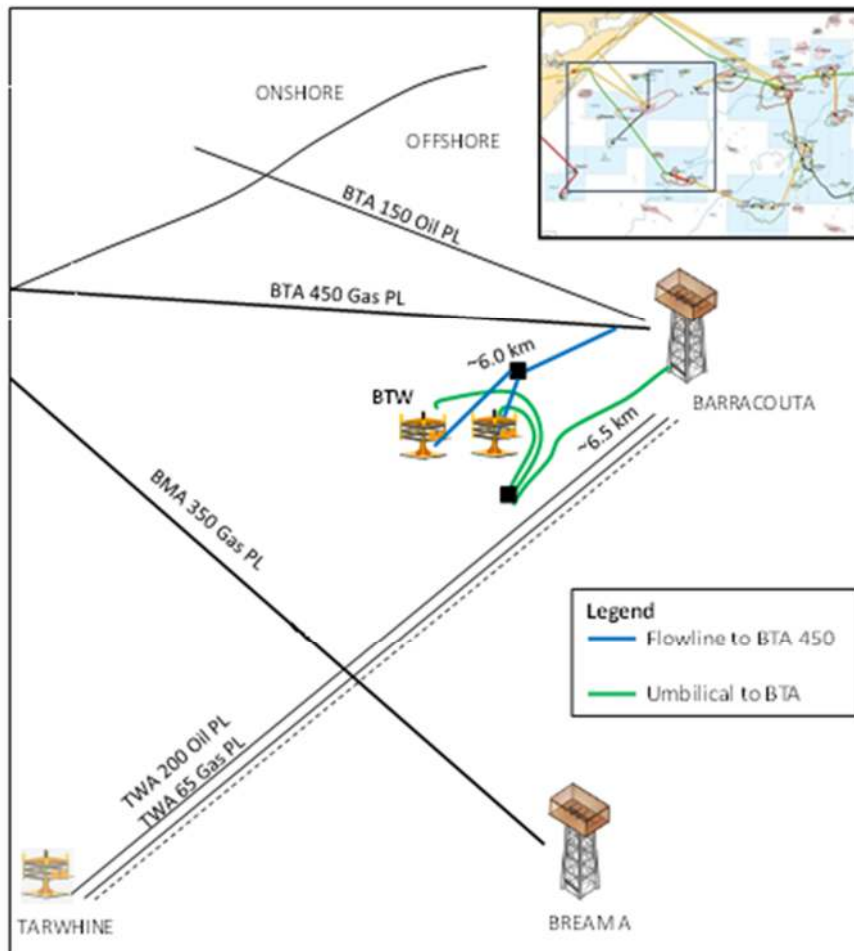 ONSHORE
OFFSHORE
BTA 150 Oil PL
BTA 450 Gas PL
~6.0 km
BTW
BARRACOUTA
~6.5 km
BMA 350 Gas PL
Legend
Flowline to BTA 450
Umbilical to BTA
TWA 200 Oil PL
TWA 65 Gas PL
TARWHINE
BREAM A